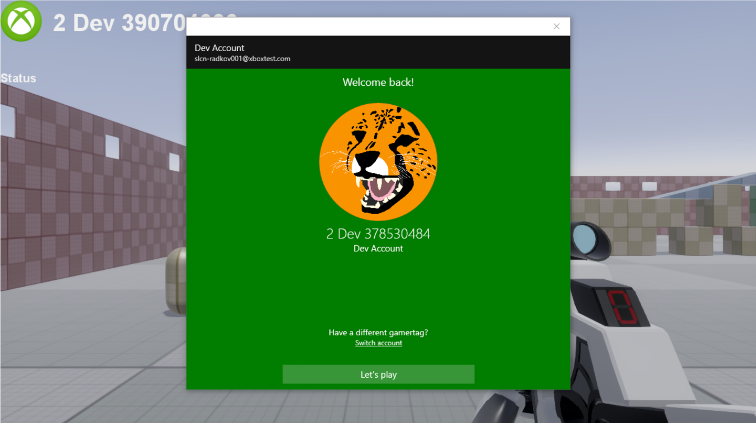 2 Dev 390704
Status
Dev Account
slcn-radkov001@xboxtest.com
Welcome back!
2 Dev 378530484
Dev Account
Have a different gamertag?
Switch account
Let's play
0